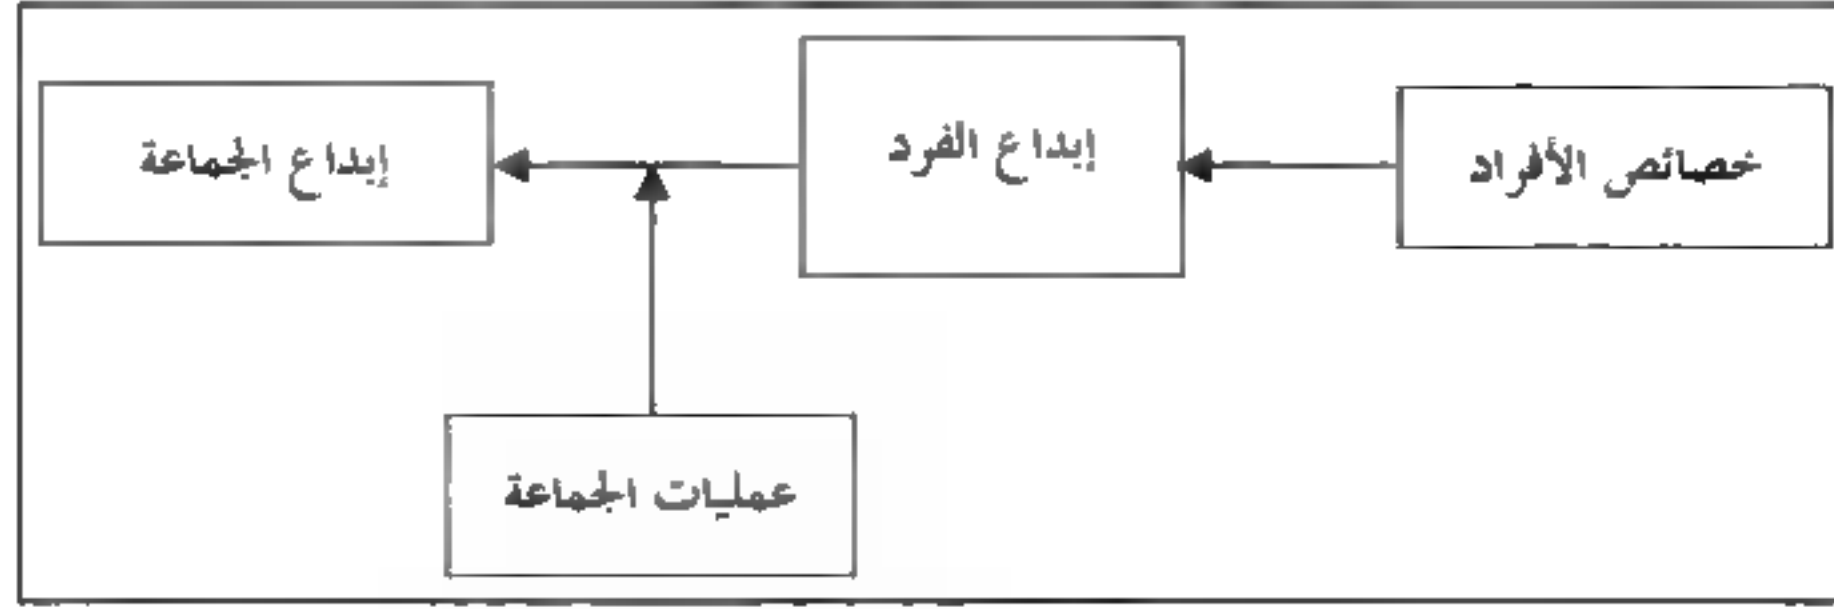 خصائص الأفراد
إبداع الفرد
إبداع الجماعة
عمليات الجماعة